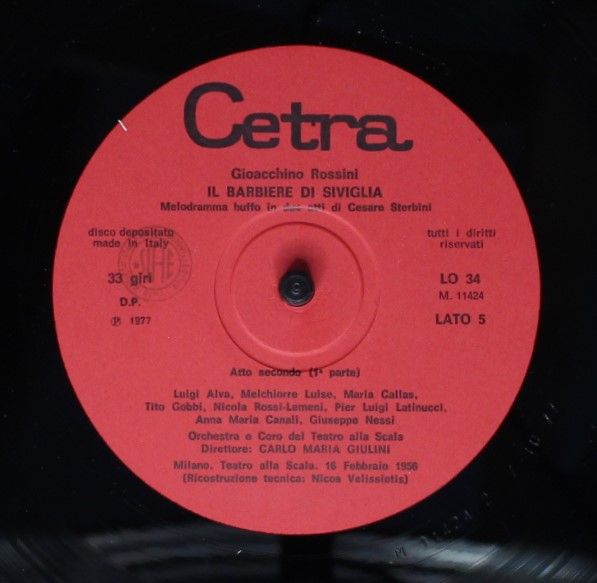 Cetra
Gioacchino Rossini
IL BARBIERE DI SIVIGLIA
Melodramma buffo in due atti di Cesare Sterbini
disco depositato
made in Italy
tutti i diritti
riservati
33 giri
D.P.
℗ 1977
LO 34
M. 11424
LATO 5
Atto secondo (1ª parte)
Luigi Alva, Melchiorre Luise, Maria Callas,
Tito Gobbi, Nicola Rossi-Lemeni, Pier Luigi Latinucci,
Anna Maria Canali, Giuseppe Nessi
Orchestra e Coro del Teatro alla Scala
Direttore: CARLO MARIA GIULINI
Milano. Teatro alla Scala. 16 Febbraio 1956
(Ricostruzione tecnica: Nicos Velissiotis)